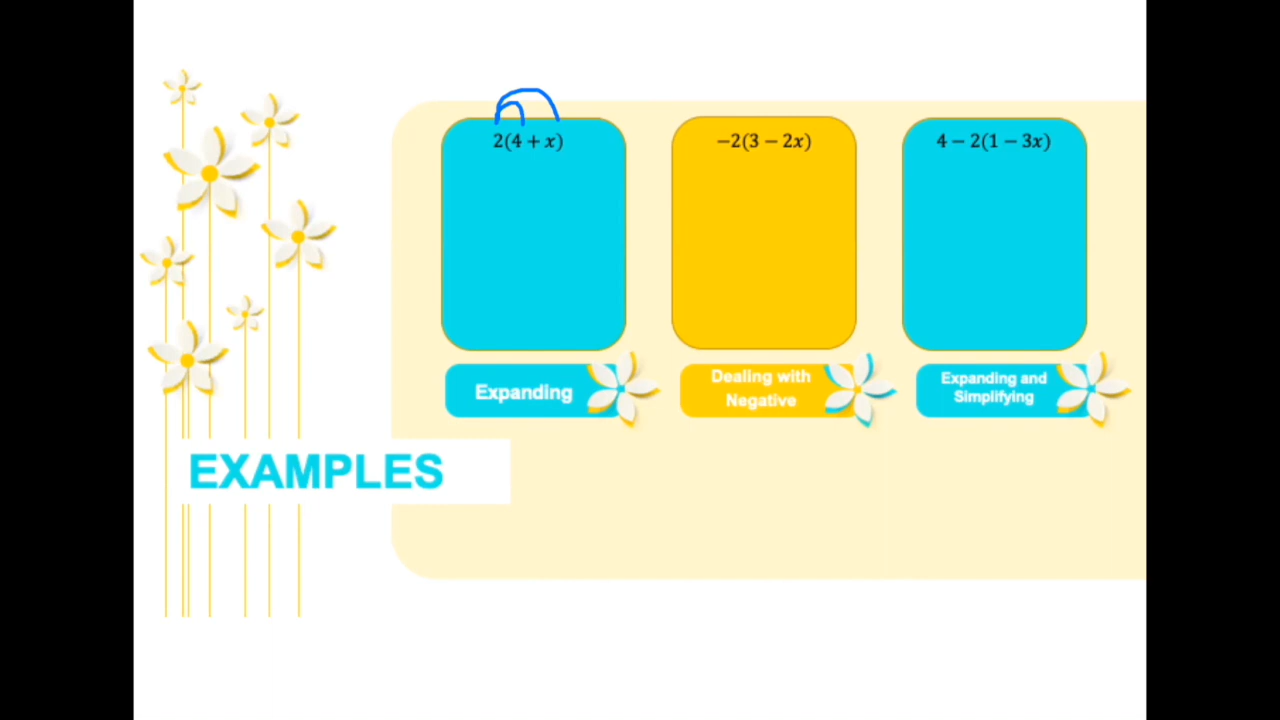 2(4 + x)
−2(3 − 2x)
4 − 2(1 − 3x)
Expanding
Dealing with
Negative
Expanding and
Simplifying
EXAMPLES